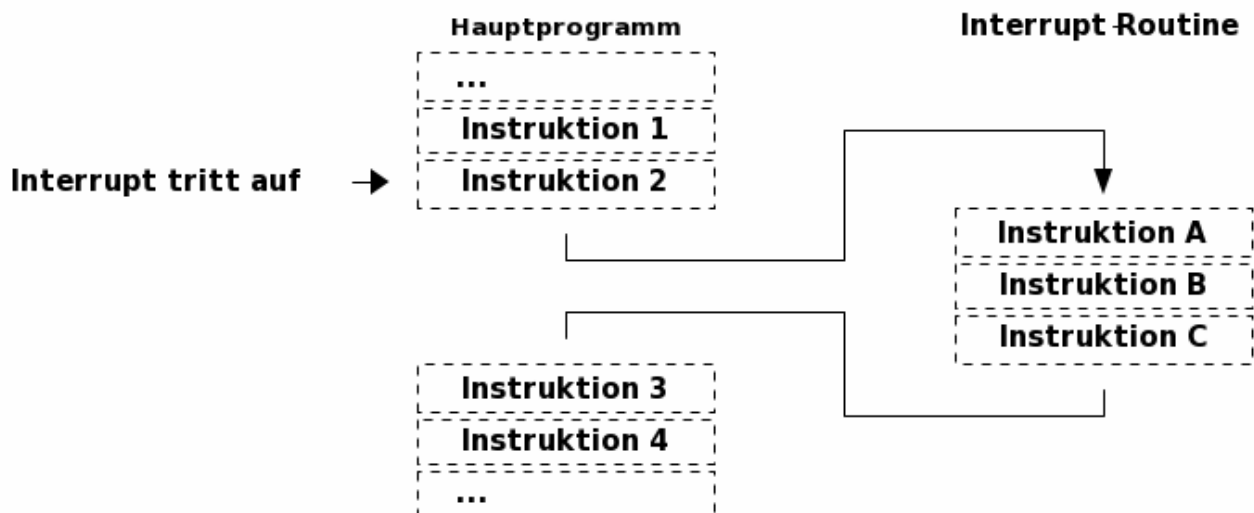 Hauptprogramm
Interrupt-Routine
...
Instruktion 1
Interrupt tritt auf
Instruktion 2
Instruktion A
Instruktion B
Instruktion C
Instruktion 3
Instruktion 4
...